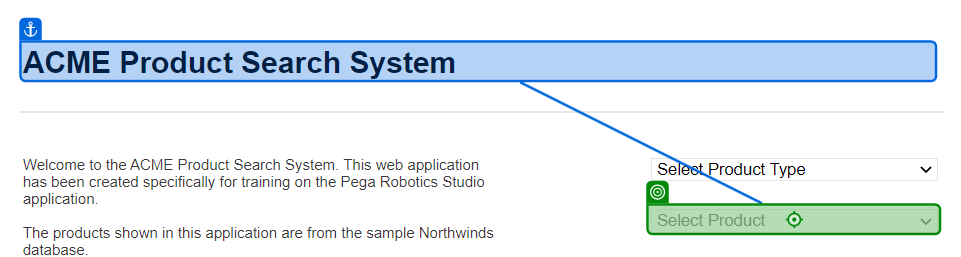 ACME Product Search System
Welcome to the ACME Product Search System. This web application
has been created specifically for training on the Pega Robotics Studio
application.
The products shown in this application are from the sample Northwinds
database.
Select Product Type
Select Product